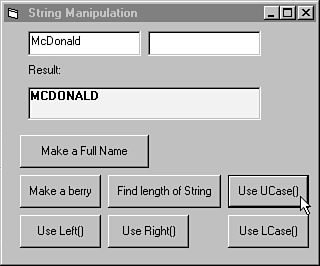 String Manipulation
McDonald
Result:
MCDONALD
Make a Full Name
Make a berry Find length of String Use UCase()
Use Left() Use Right() Use LCase()